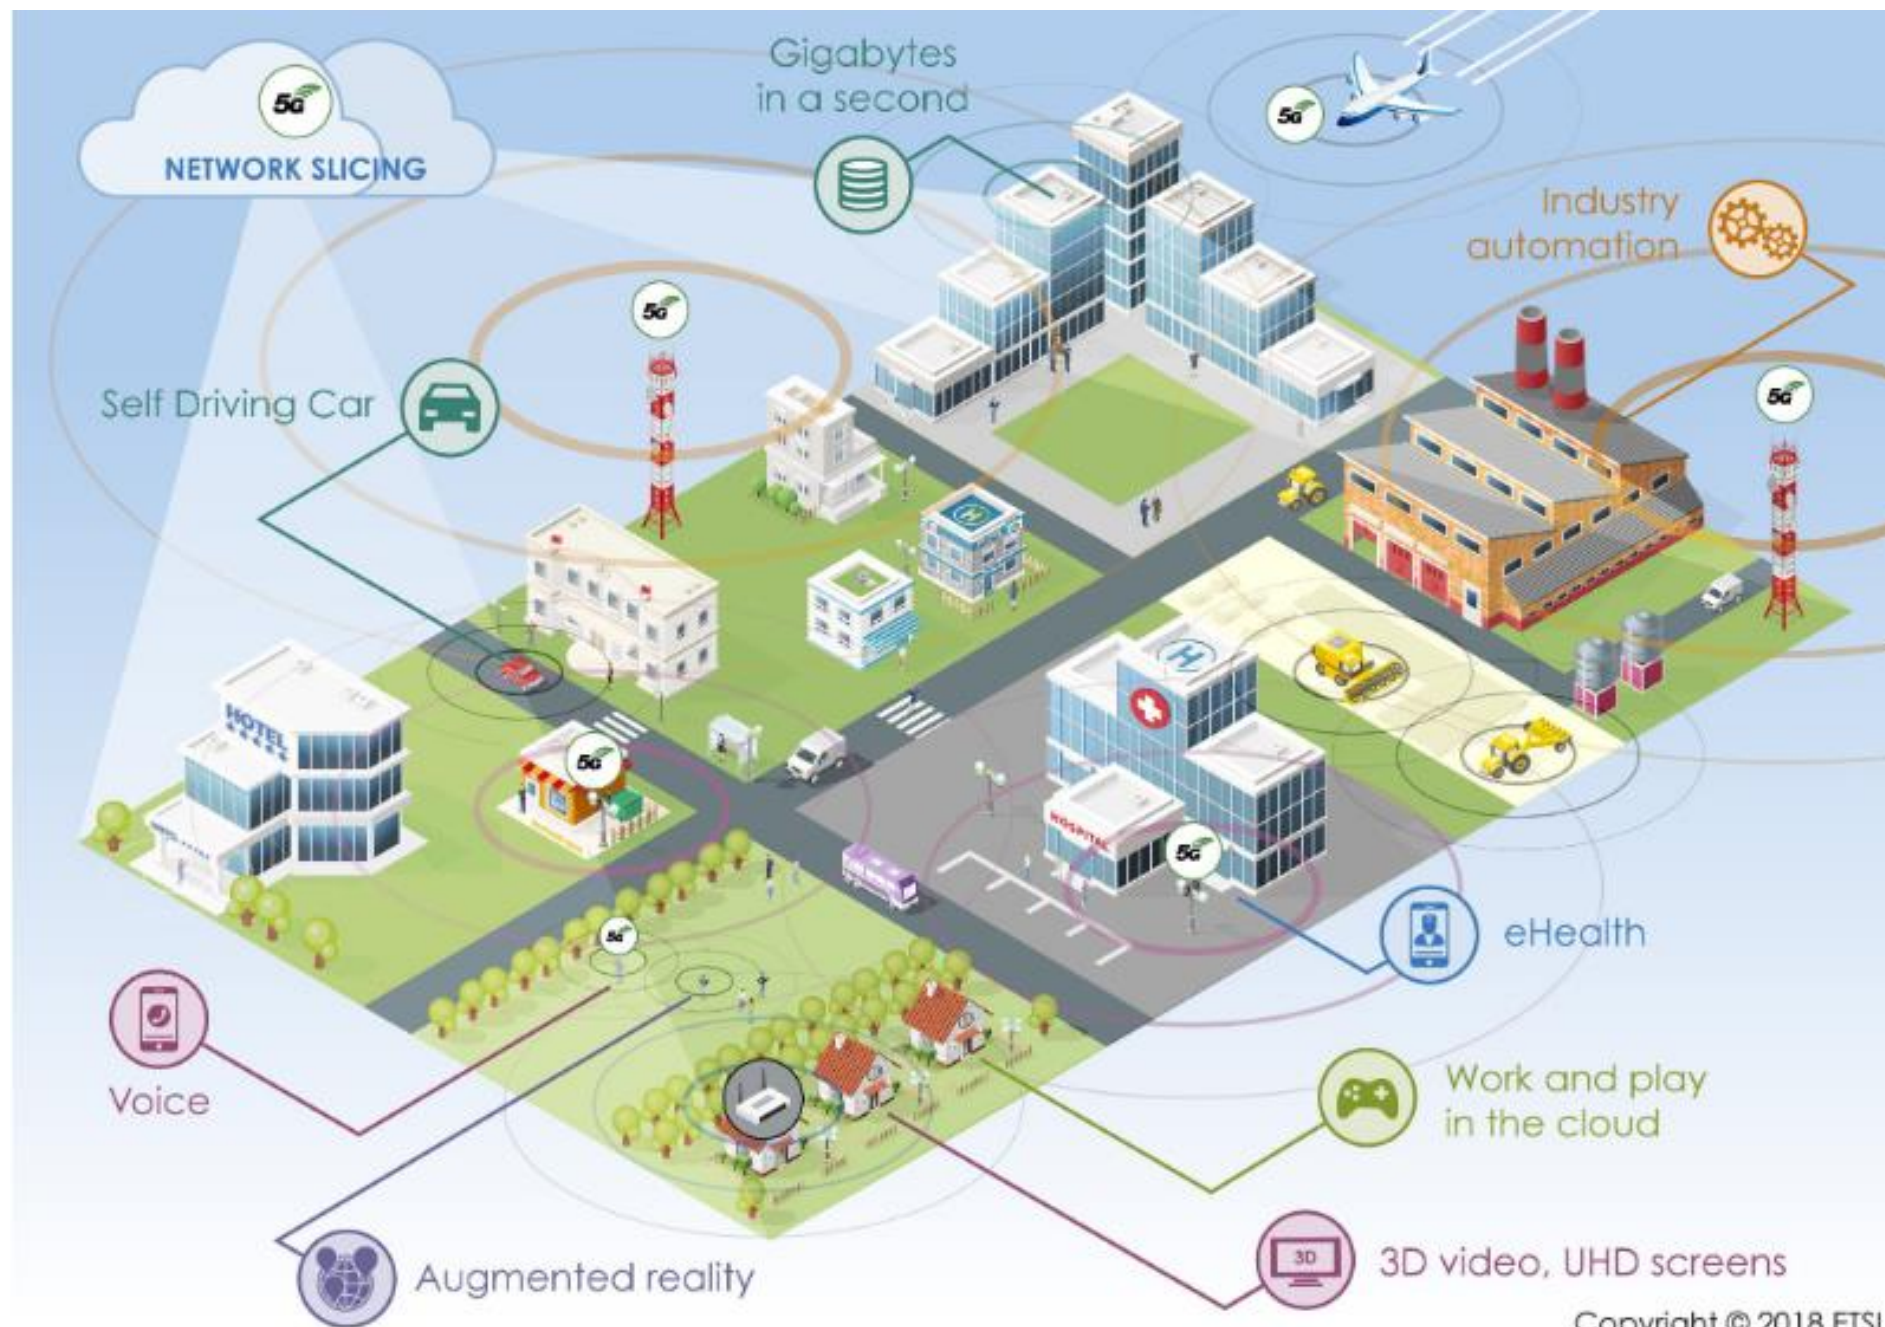 5G
NETWORK SLICING
Gigabytes
in a second
5G
Industry
automation
5G
5G
Self Driving Car
HOTEL
5G
HOSPITAL
5G
5G
eHealth
Voice
Work and play
in the cloud
Augmented reality
3D
3D video, UHD screens
Copyright © 2018 ETSI